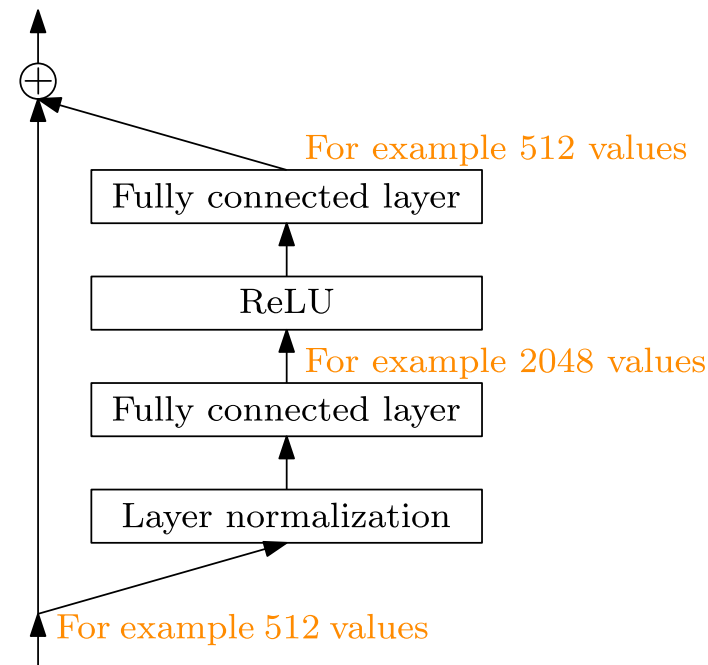 For example 512 values
Fully connected layer
ReLU
For example 2048 values
Fully connected layer
Layer normalization
For example 512 values